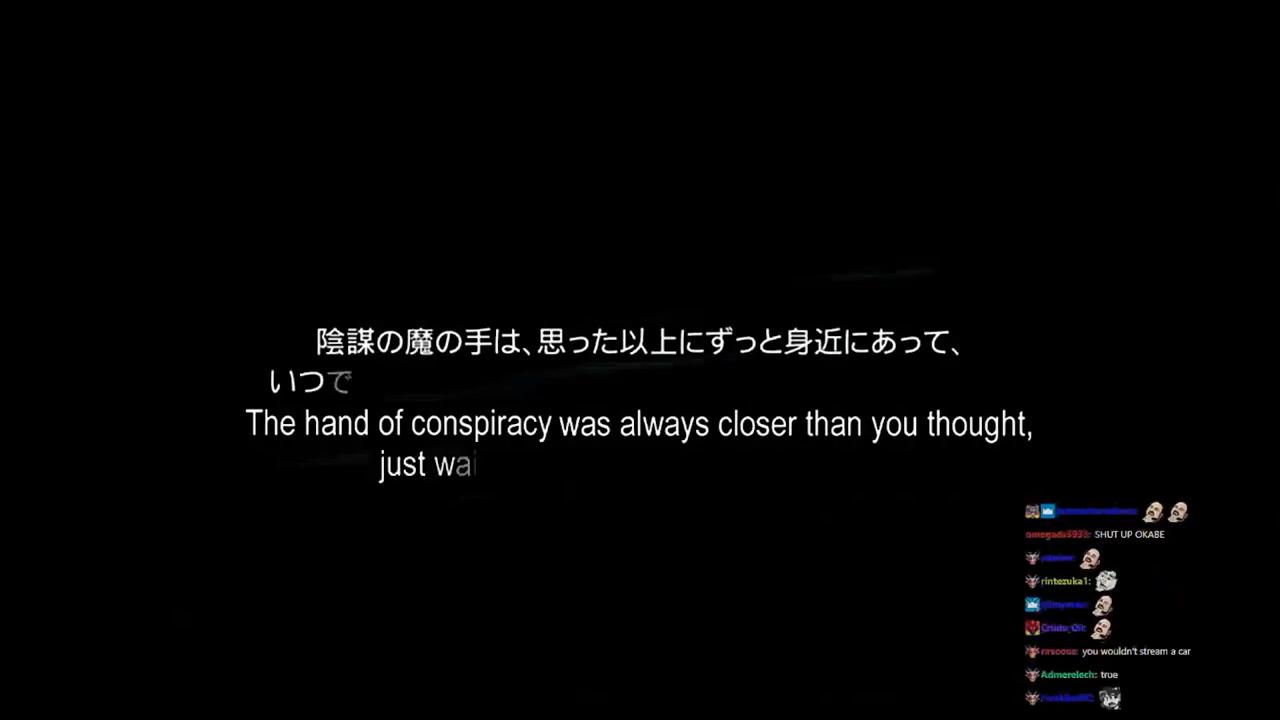 陰謀の魔の手は、思った以上にずっと身近にあって、
いつで
The hand of conspiracy was always closer than you thought,
just wai
SHUT UP OKABE
rintezuka1:
you wouldn't stream a car
Admerelech: true